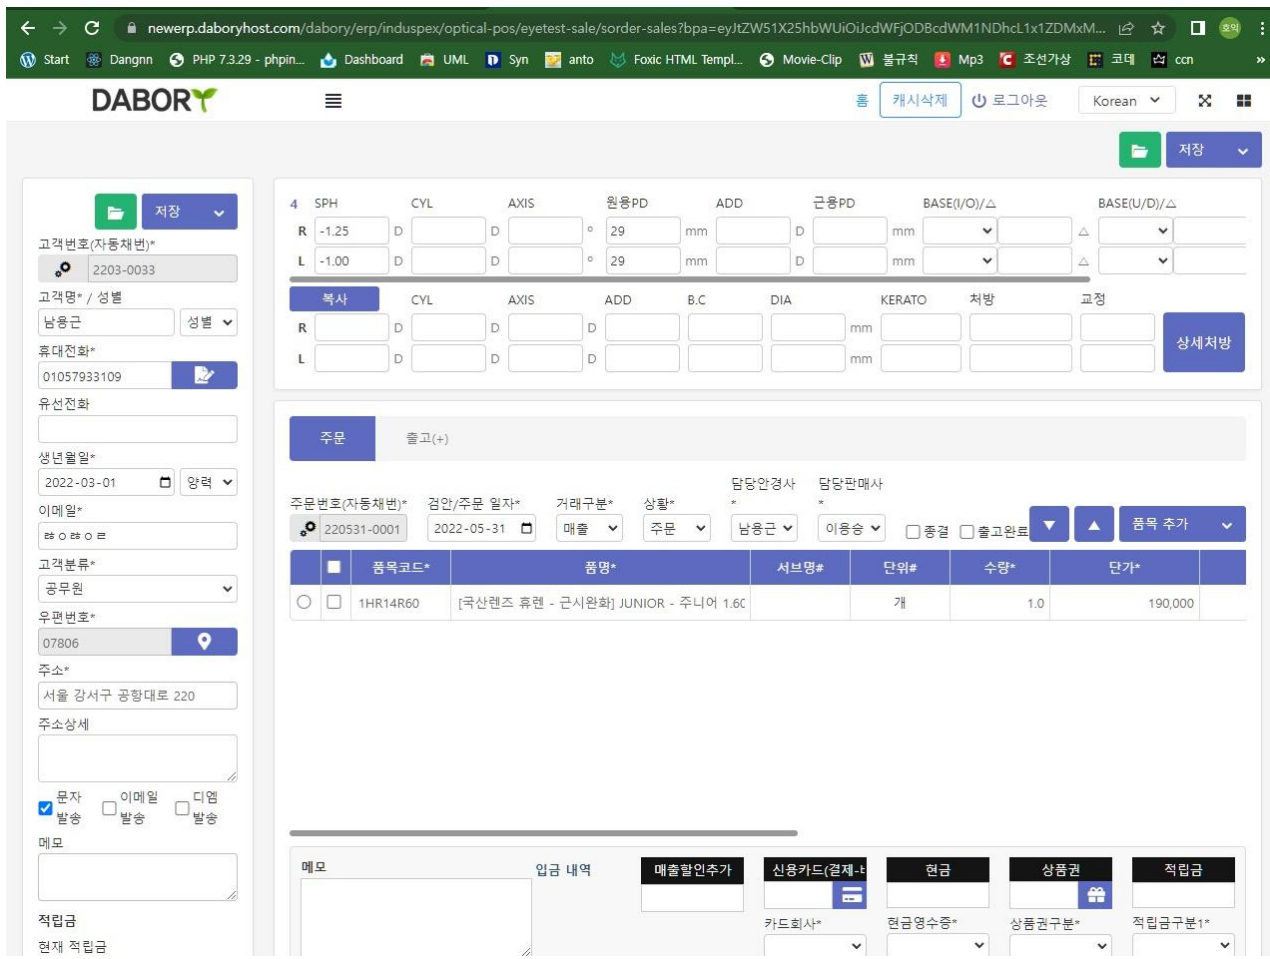 newerp.daboryhost.com/dabory/erp/induspex/optical-pos/eyetest-sale/sorder-sales?bpa=eyJtZW51X25hbWUiOiJcdWFjODBcdWM1NDhcL1x1ZDMxM...
호익
Start Dangnn PHP 7.3.29 - phpin... Dashboard UML Syn anto Foxic HTML Templ... Movie-Clip 불규칙 Mp3 조선가상 코데 ccn »
DABORY 홈 캐시삭제 로그아웃 Korean
저장
저장
고객번호(자동채번)*
2203-0033
고객명* / 성별
남용근 성별
휴대전화*
01057933109
유선전화
생년월일*
2022-03-01 양력
이메일*
ㄻㅇㄻㅇㄹ
고객분류*
공무원
우편번호*
07806
주소*
서울 강서구 공항대로 220
주소상세
문자발송 이메일발송 디엠발송
메모
적립금
현재 적립금
4 SPH CYL AXIS 원용PD ADD 근용PD BASE(I/O)/△ BASE(U/D)/△
R -1.25 D D º 29 mm D mm △
L -1.00 D D º 29 mm D mm △
복사 CYL AXIS ADD B.C DIA KERATO 처방 교정
R D D D mm
L D D D mm
상세처방
주문 출고(+)
주문번호(자동채번)* 검안/주문 일자* 거래구분* 상황* 담당안경사* 담당판매사*
220531-0001 2022-05-31 매출 주문 남용근 이용승 종결 출고완료 ▼ ▲ 품목 추가
품목코드* 품명* 서브명# 단위# 수량* 단가*
1HR14R60 [국산렌즈 휴렌 - 근시완화] JUNIOR - 주니어 1.60 개 1.0 190,000
메모 입금 내역 매출할인추가 신용카드(결제-ㅂ 현금 상품권 적립금
카드회사* 현금영수증* 상품권구분* 적립금구분1*